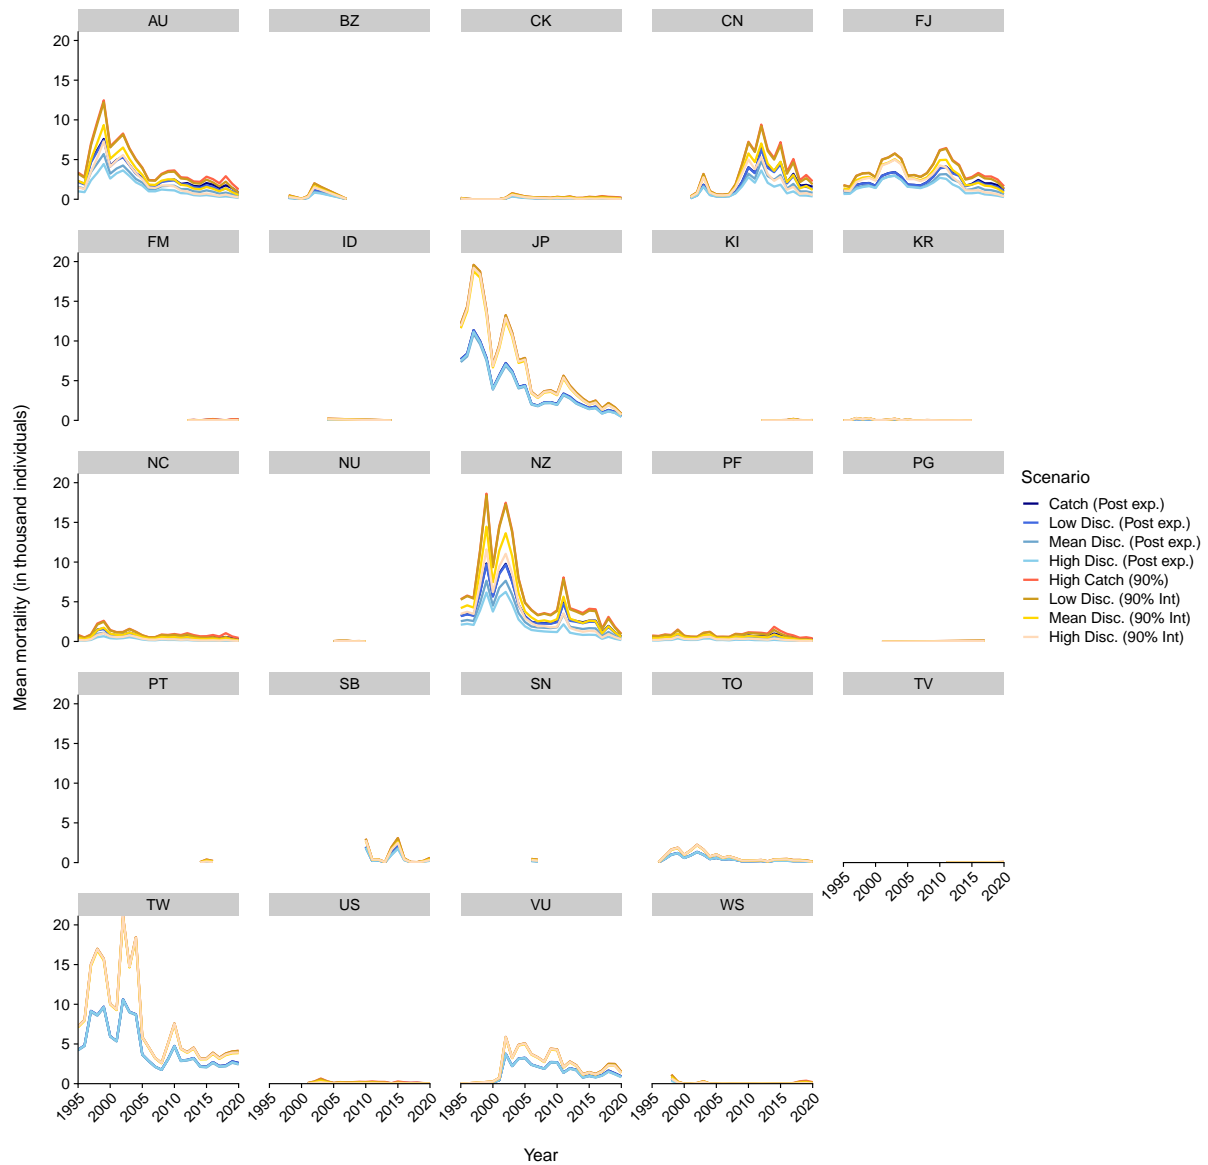 AU BZ CK CN FJ
20
15
10
5
0
FM ID JP KI KR
20
15
10
5
0
NC NU NZ PF PG
20
15
10
5
0
PT SB SN TO TV
20
15
10
5
0
1995 2000 2005 2010 2015 2020
TW US VU WS
20
15
10
5
0
1995 2000 2005 2010 2015 2020 1995 2000 2005 2010 2015 2020 1995 2000 2005 2010 2015 2020 1995 2000 2005 2010 2015 2020
Year
Mean mortality (in thousand individuals)
Scenario
Catch (Post exp.)
Low Disc. (Post exp.)
Mean Disc. (Post exp.)
High Disc. (Post exp.)
High Catch (90%)
Low Disc. (90% Int)
Mean Disc. (90% Int)
High Disc. (90% Int)